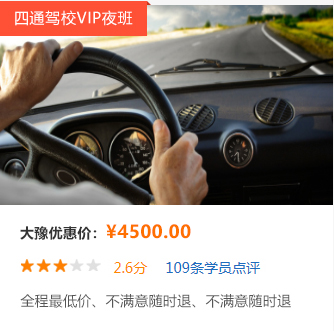 四通驾校VIP夜班
大豫优惠价：¥4500.00
2.6分 109条学员点评
全程最低价、不满意随时退、不满意随时退